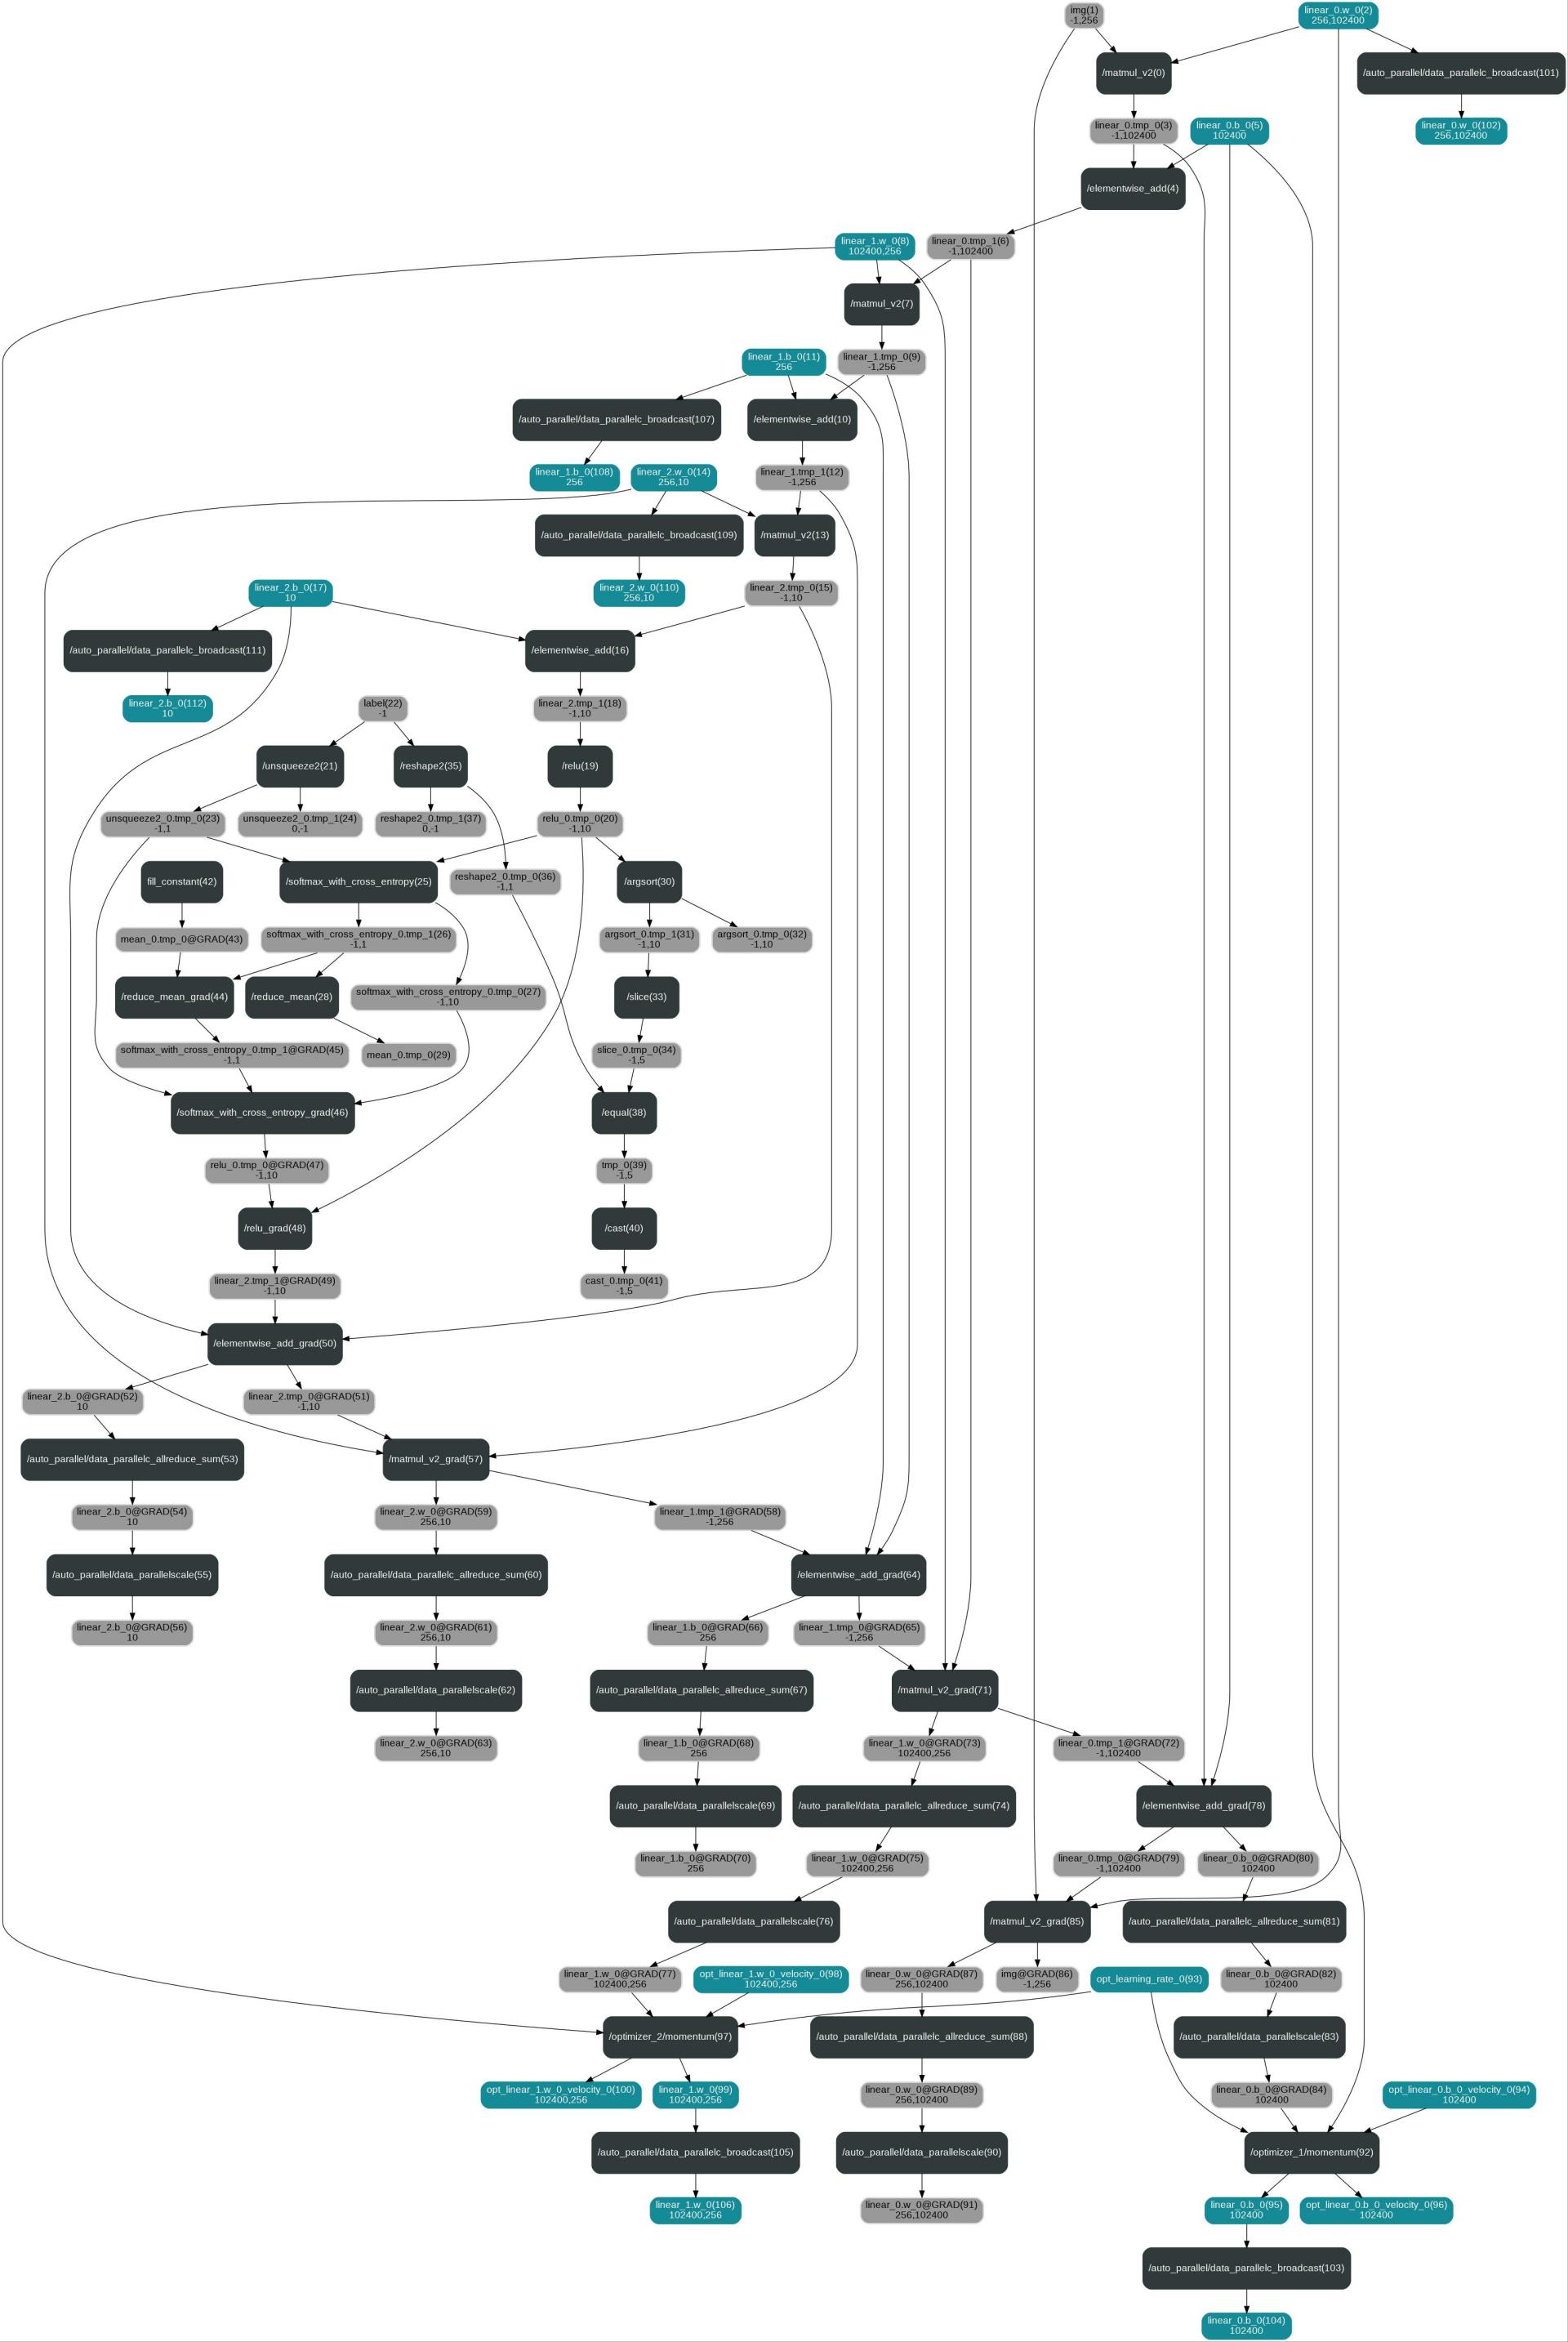 img(1)
-1,256
linear_0.w_0(2)
256,102400
/matmul_v2(0)
/auto_parallel/data_parallelc_broadcast(101)
linear_0.tmp_0(3)
-1,102400
linear_0.b_0(5)
102400
linear_0.w_0(102)
256,102400
/elementwise_add(4)
linear_1.w_0(8)
102400,256
linear_0.tmp_1(6)
-1,102400
/matmul_v2(7)
linear_1.b_0(11)
256
linear_1.tmp_0(9)
-1,256
/auto_parallel/data_parallelc_broadcast(107)
/elementwise_add(10)
linear_1.b_0(108)
256
linear_2.w_0(14)
256,10
linear_1.tmp_1(12)
-1,256
/auto_parallel/data_parallelc_broadcast(109)
/matmul_v2(13)
linear_2.b_0(17)
10
linear_2.w_0(110)
256,10
linear_2.tmp_0(15)
-1,10
/auto_parallel/data_parallelc_broadcast(111)
/elementwise_add(16)
linear_2.b_0(112)
10
label(22)
-1
linear_2.tmp_1(18)
-1,10
/unsqueeze2(21)
/reshape2(35)
/relu(19)
unsqueeze2_0.tmp_0(23)
-1,1
unsqueeze2_0.tmp_1(24)
0,-1
reshape2_0.tmp_1(37)
0,-1
relu_0.tmp_0(20)
-1,10
fill_constant(42)
/softmax_with_cross_entropy(25)
reshape2_0.tmp_0(36)
-1,1
/argsort(30)
mean_0.tmp_0@GRAD(43)
softmax_with_cross_entropy_0.tmp_1(26)
-1,1
argsort_0.tmp_1(31)
-1,10
argsort_0.tmp_0(32)
-1,10
/reduce_mean_grad(44)
/reduce_mean(28)
softmax_with_cross_entropy_0.tmp_0(27)
-1,10
/slice(33)
softmax_with_cross_entropy_0.tmp_1@GRAD(45)
-1,1
mean_0.tmp_0(29)
slice_0.tmp_0(34)
-1,5
/softmax_with_cross_entropy_grad(46)
/equal(38)
relu_0.tmp_0@GRAD(47)
-1,10
tmp_0(39)
-1,5
/relu_grad(48)
/cast(40)
linear_2.tmp_1@GRAD(49)
-1,10
cast_0.tmp_0(41)
-1,5
/elementwise_add_grad(50)
linear_2.b_0@GRAD(52)
10
linear_2.tmp_0@GRAD(51)
-1,10
/auto_parallel/data_parallelc_allreduce_sum(53)
/matmul_v2_grad(57)
linear_2.b_0@GRAD(54)
10
linear_2.w_0@GRAD(59)
256,10
linear_1.tmp_1@GRAD(58)
-1,256
/auto_parallel/data_parallelscale(55)
/auto_parallel/data_parallelc_allreduce_sum(60)
/elementwise_add_grad(64)
linear_2.b_0@GRAD(56)
10
linear_2.w_0@GRAD(61)
256,10
linear_1.b_0@GRAD(66)
256
linear_1.tmp_0@GRAD(65)
-1,256
/auto_parallel/data_parallelscale(62)
/auto_parallel/data_parallelc_allreduce_sum(67)
/matmul_v2_grad(71)
linear_2.w_0@GRAD(63)
256,10
linear_1.b_0@GRAD(68)
256
linear_1.w_0@GRAD(73)
102400,256
linear_0.tmp_1@GRAD(72)
-1,102400
/auto_parallel/data_parallelscale(69)
/auto_parallel/data_parallelc_allreduce_sum(74)
/elementwise_add_grad(78)
linear_1.b_0@GRAD(70)
256
linear_1.w_0@GRAD(75)
102400,256
linear_0.tmp_0@GRAD(79)
-1,102400
linear_0.b_0@GRAD(80)
102400
/auto_parallel/data_parallelscale(76)
/matmul_v2_grad(85)
/auto_parallel/data_parallelc_allreduce_sum(81)
linear_1.w_0@GRAD(77)
102400,256
opt_linear_1.w_0_velocity_0(98)
102400,256
linear_0.w_0@GRAD(87)
256,102400
img@GRAD(86)
-1,256
opt_learning_rate_0(93)
linear_0.b_0@GRAD(82)
102400
/optimizer_2/momentum(97)
/auto_parallel/data_parallelc_allreduce_sum(88)
/auto_parallel/data_parallelscale(83)
opt_linear_1.w_0_velocity_0(100)
102400,256
linear_1.w_0(99)
102400,256
linear_0.w_0@GRAD(89)
256,102400
linear_0.b_0@GRAD(84)
102400
opt_linear_0.b_0_velocity_0(94)
102400
/auto_parallel/data_parallelc_broadcast(105)
/auto_parallel/data_parallelscale(90)
/optimizer_1/momentum(92)
linear_1.w_0(106)
102400,256
linear_0.w_0@GRAD(91)
256,102400
linear_0.b_0(95)
102400
opt_linear_0.b_0_velocity_0(96)
102400
/auto_parallel/data_parallelc_broadcast(103)
linear_0.b_0(104)
102400